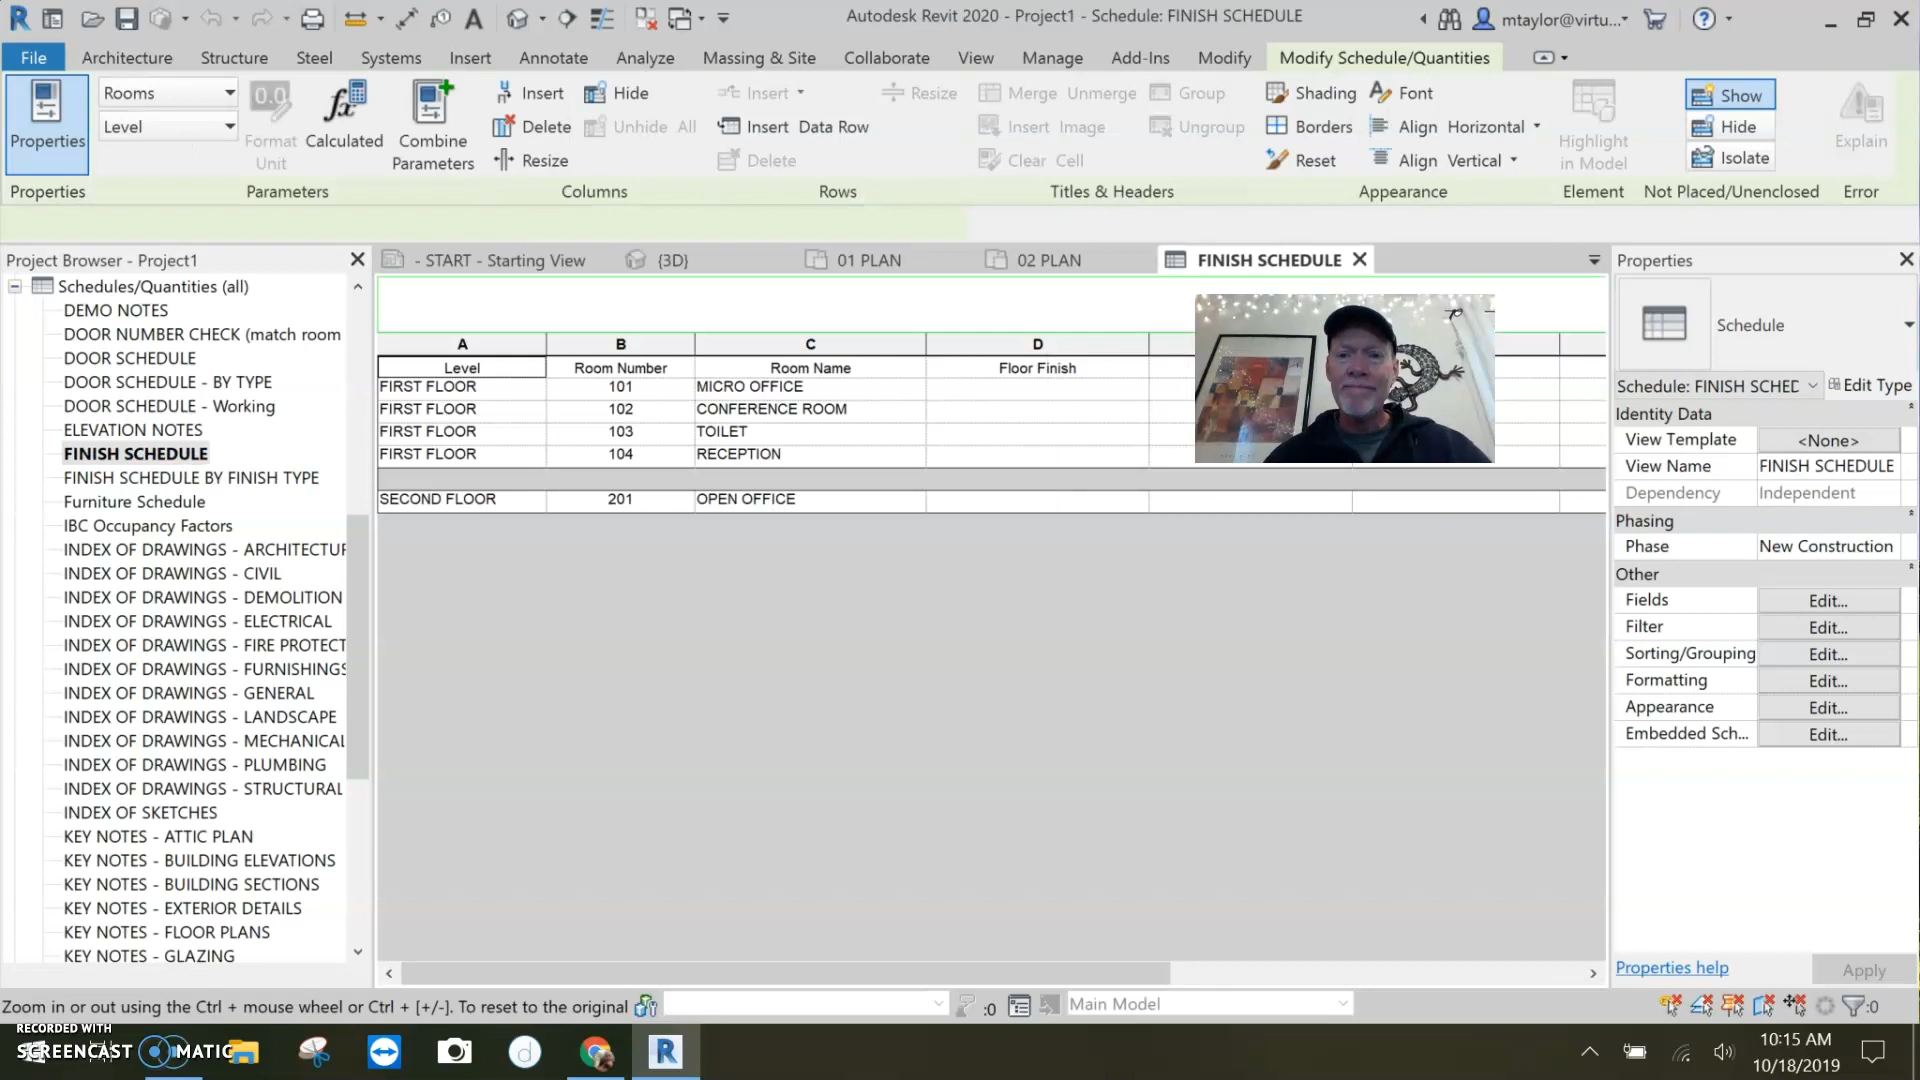 Autodesk Revit 2020 - Project1 - Schedule: FINISH SCHEDULE
mtaylor@virtu...
File Architecture Structure Steel Systems Insert Annotate Analyze Massing & Site Collaborate View Manage Add-Ins Modify Modify Schedule/Quantities
Properties
Rooms
Level
Format
Unit
Calculated
Combine
Parameters
Insert
Delete
Resize
Hide
Unhide All
Insert
Insert Data Row
Delete
Resize
Merge Unmerge
Insert Image
Clear Cell
Group
Ungroup
Shading
Borders
Reset
Font
Align Horizontal
Align Vertical
Highlight
in Model
Show
Hide
Isolate
Explain
Properties Parameters Columns Rows Titles & Headers Appearance Element Not Placed/Unenclosed Error
Project Browser - Project1
- START - Starting View {3D} 01 PLAN 02 PLAN FINISH SCHEDULE
Schedules/Quantities (all)
DEMO NOTES
DOOR NUMBER CHECK (match room
DOOR SCHEDULE
DOOR SCHEDULE - BY TYPE
DOOR SCHEDULE - Working
ELEVATION NOTES
FINISH SCHEDULE
FINISH SCHEDULE BY FINISH TYPE
Furniture Schedule
IBC Occupancy Factors
INDEX OF DRAWINGS - ARCHITECTUR
INDEX OF DRAWINGS - CIVIL
INDEX OF DRAWINGS - DEMOLITION
INDEX OF DRAWINGS - ELECTRICAL
INDEX OF DRAWINGS - FIRE PROTECT
INDEX OF DRAWINGS - FURNISHINGS
INDEX OF DRAWINGS - GENERAL
INDEX OF DRAWINGS - LANDSCAPE
INDEX OF DRAWINGS - MECHANICAL
INDEX OF DRAWINGS - PLUMBING
INDEX OF DRAWINGS - STRUCTURAL
INDEX OF SKETCHES
KEY NOTES - ATTIC PLAN
KEY NOTES - BUILDING ELEVATIONS
KEY NOTES - BUILDING SECTIONS
KEY NOTES - EXTERIOR DETAILS
KEY NOTES - FLOOR PLANS
KEY NOTES - GLAZING
A B C D
Level Room Number Room Name Floor Finish
FIRST FLOOR 101 MICRO OFFICE
FIRST FLOOR 102 CONFERENCE ROOM
FIRST FLOOR 103 TOILET
FIRST FLOOR 104 RECEPTION
SECOND FLOOR 201 OPEN OFFICE
Properties
Schedule
Schedule: FINISH SCHED Edit Type
Identity Data
View Template <None>
View Name FINISH SCHEDULE
Dependency Independent
Phasing
Phase New Construction
Other
Fields Edit...
Filter Edit...
Sorting/Grouping Edit...
Formatting Edit...
Appearance Edit...
Embedded Sch... Edit...
Properties help Apply
Zoom in or out using the Ctrl + mouse wheel or Ctrl + [+/-]. To reset to the original
:0
Main Model
:0
RECORDED WITH
SCREENCAST MATIC
10:15 AM
10/18/2019